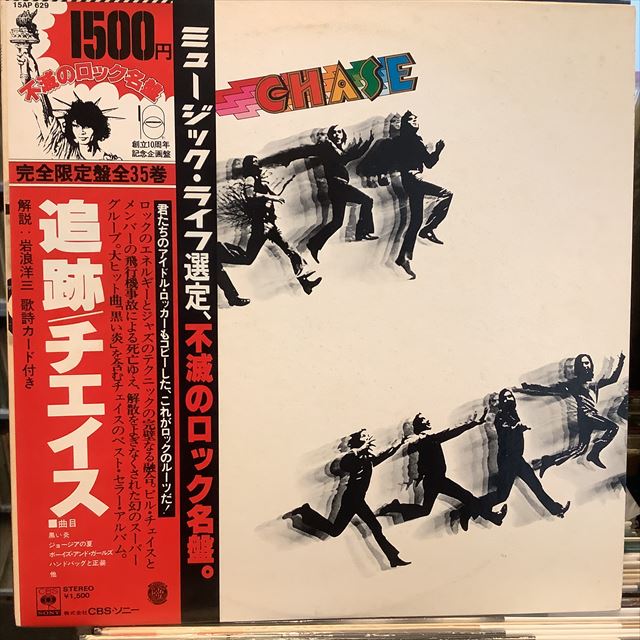 15AP 629
1500円
不滅のロック名盤
10
創立10周年
記念企画盤
完全限定盤全35巻
ミュージック・ライフ選定、不滅のロック名盤。
君たちのアイドル・ロッカーもコピーした、これがロックのルーツだ!
ロックのエネルギーとジャズのテクニックの完璧なる融合。ビル・チェイスと
メンバーの飛行機事故による死亡ゆえ、解散をよぎなくされた幻のスーパー
グループ。大ヒット曲「黒い炎」を含むチェイスのベスト・セラー・アルバム。
追跡/チェイス
解説:岩浪洋三 歌詩カード付き
■曲目
黒い炎
ジョージアの夏
ボーイズ・アンド・ガールズ
ハンドバッグと正装
他
CBS
SONY
STEREO
¥1,500
株式会社CBS・ソニー
CHASE